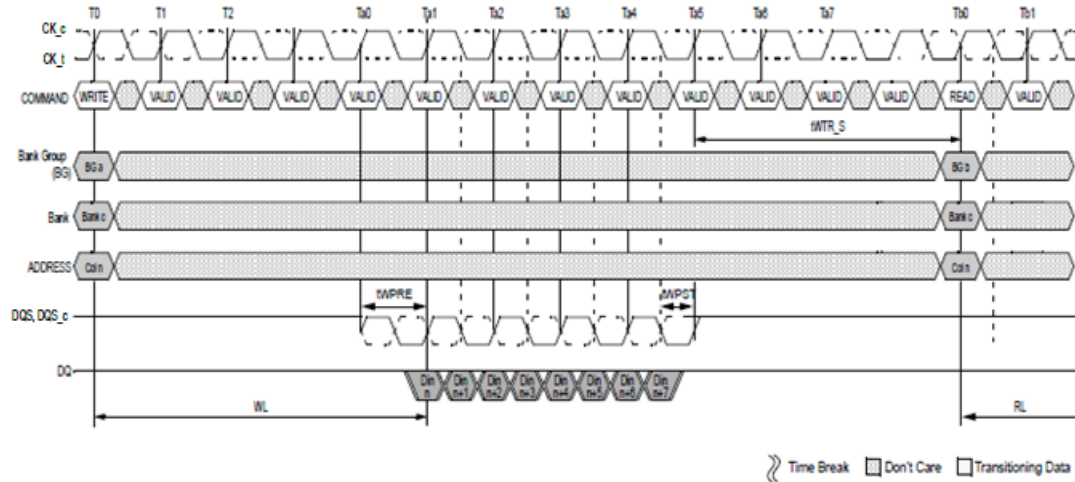 T0 T1 T2 Ta0 Ta1 Ta2 Ta3 Ta4 Ta5 Ta6 Ta7 Tb0 Tb1
CK_c
CK_t
COMMAND WRITE VALID VALID VALID VALID VALID VALID VALID VALID VALID VALID VALID VALID READ VALID
tWTR_S
Bank Group
(BG)
BG a BG b
Bank Bank c Bank c
ADDRESS Col n Col n
tWPRE tWPST
DQS, DQS_c
DQ Din n Din n+1 Din n+2 Din n+3 Din n+4 Din n+5 Din n+6 Din n+7
WL RL
Time Break Don't Care Transitioning Data